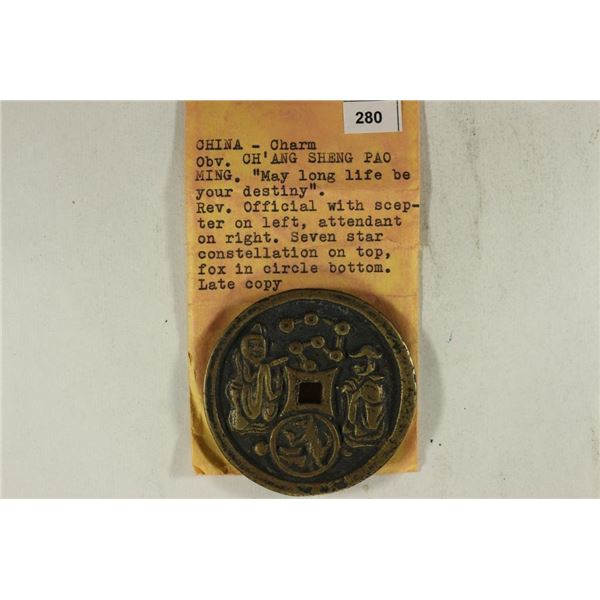 280
CHINA - Charm
Obv. CH'ANG SHENG PAO
MING. "May long life be
your destiny".
Rev. Official with scep-
ter on left, attendant
on right. Seven star
constellation on top,
fox in circle bottom.
Late copy